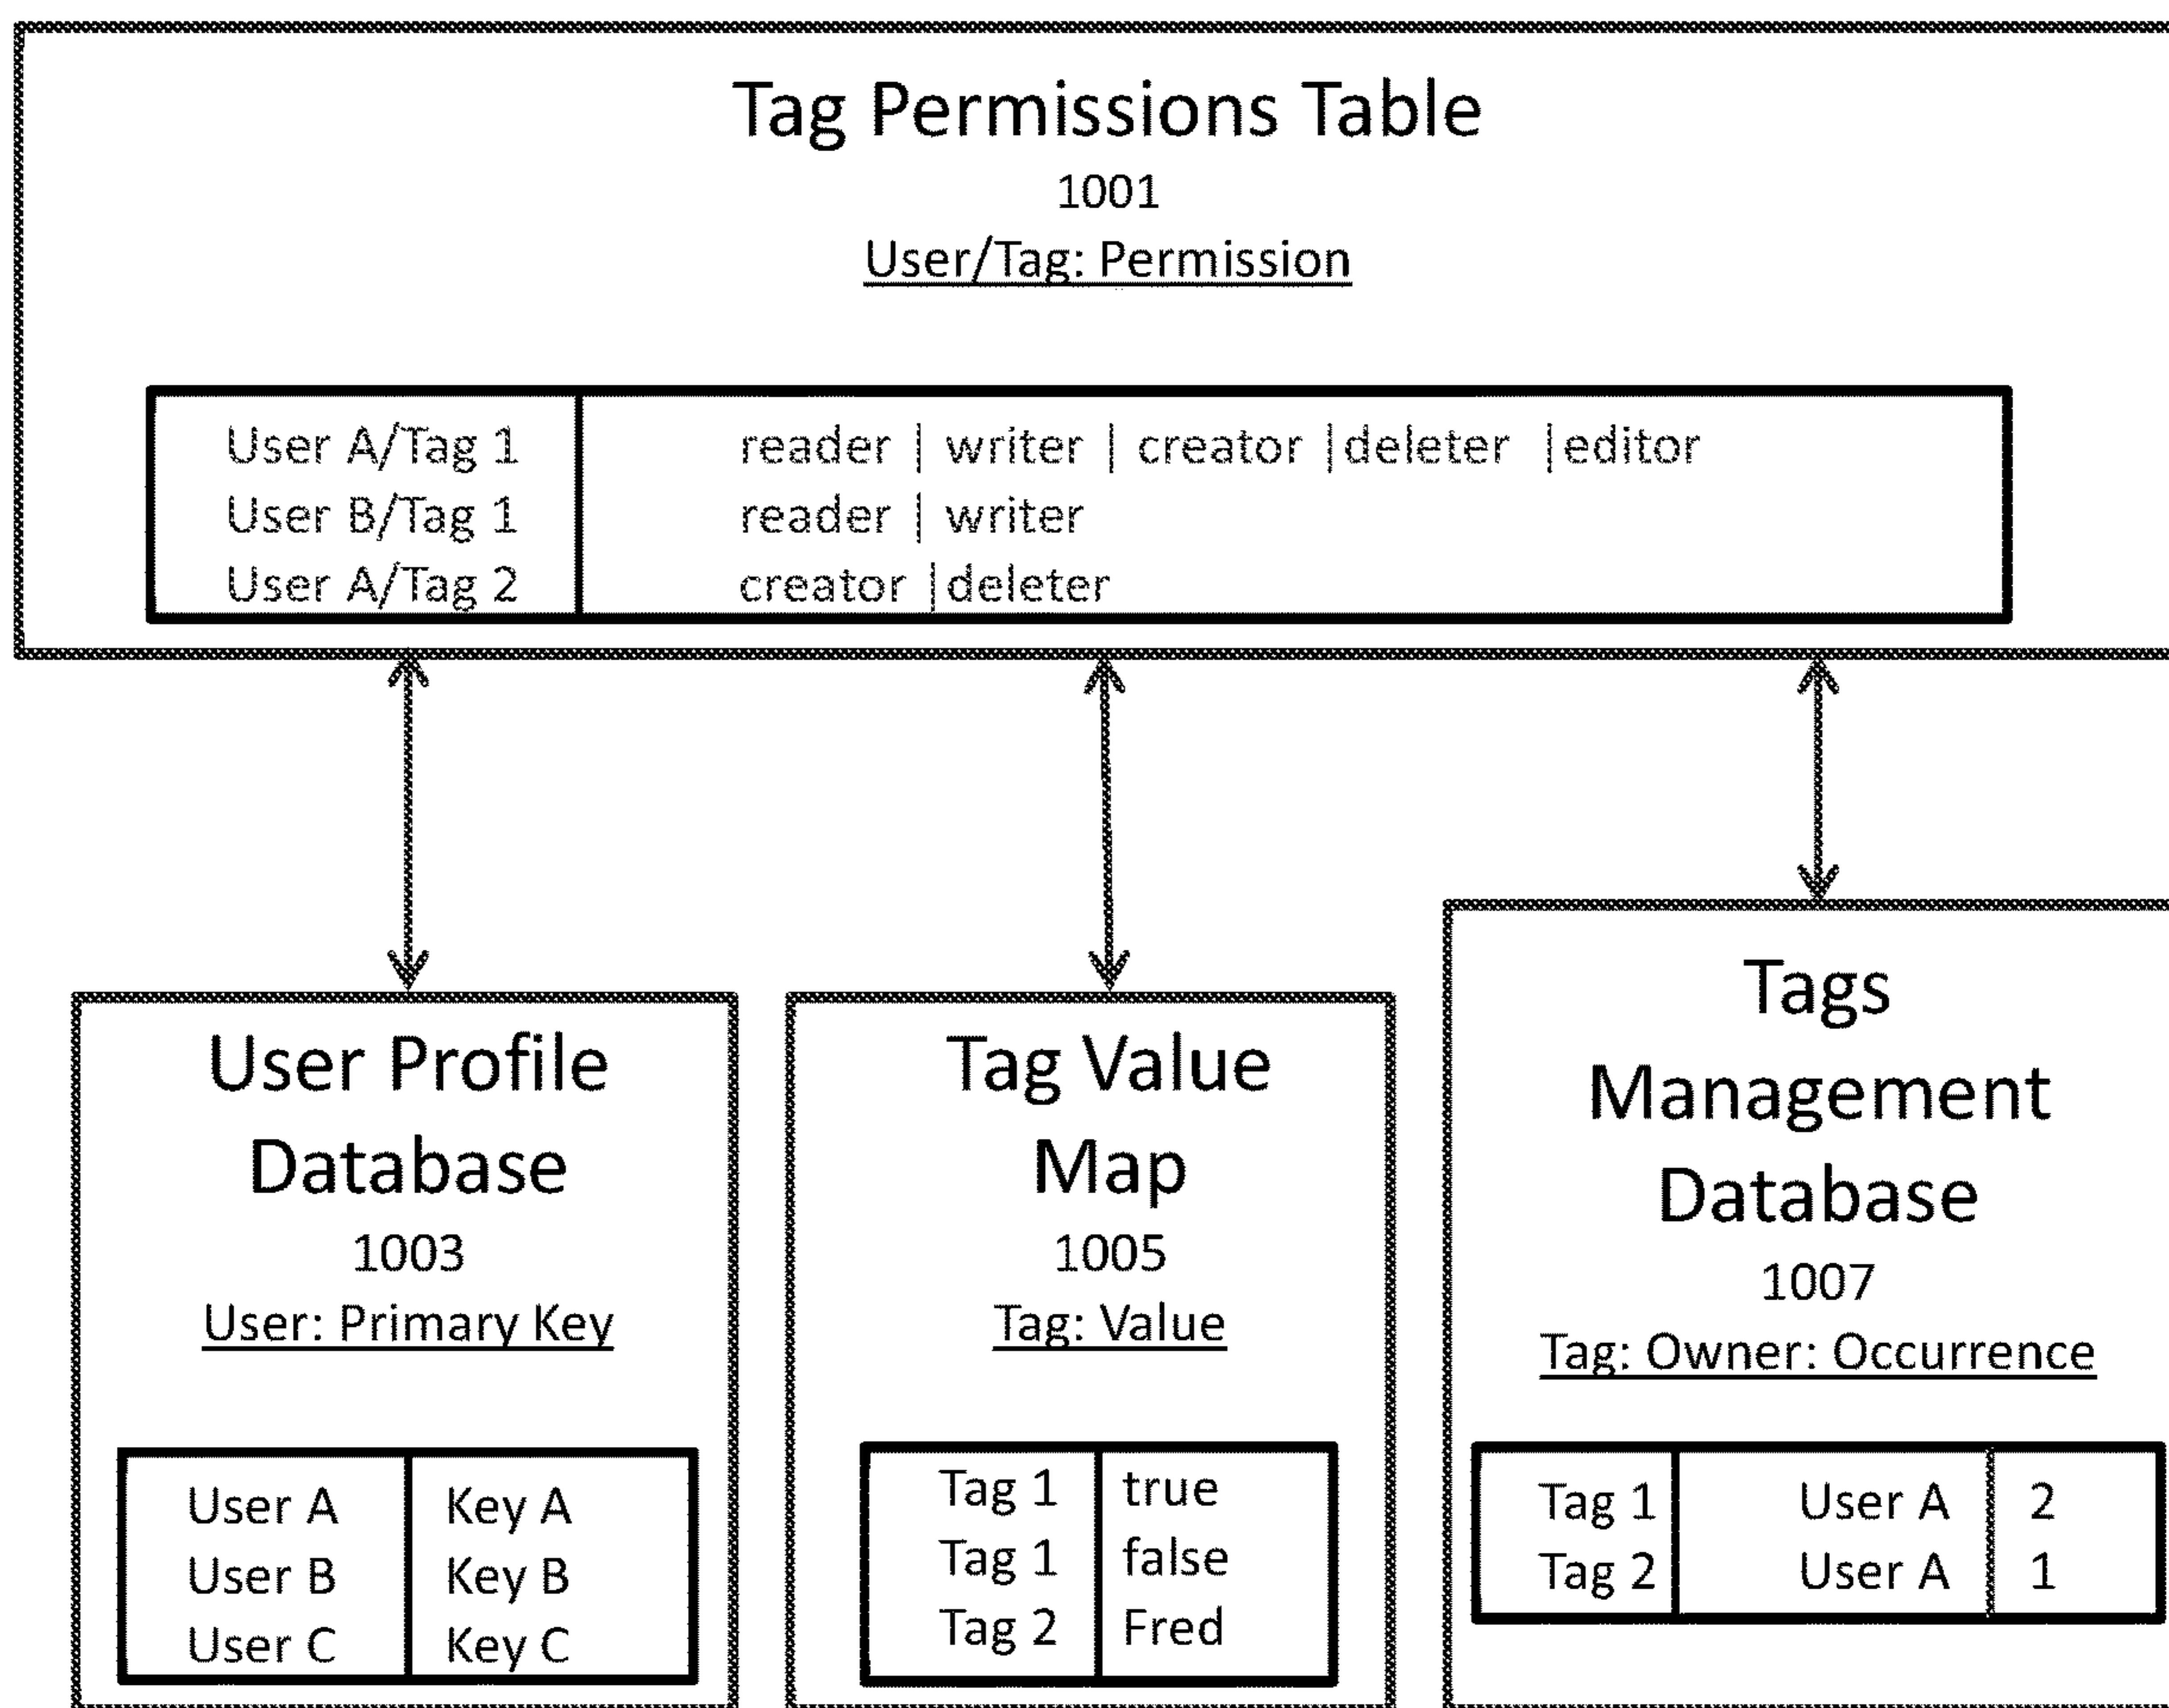 Tag Permissions Table
1001
User/Tag: Permission
User A/Tag 1 reader | writer | creator |deleter |editor
User B/Tag 1 reader | writer
User A/Tag 2 creator |deleter
User Profile
Database
1003
User: Primary Key
User A Key A
User B Key B
User C Key C
Tag Value
Map
1005
Tag: Value
Tag 1 true
Tag 1 false
Tag 2 Fred
Tags
Management
Database
1007
Tag: Owner: Occurrence
Tag 1 User A 2
Tag 2 User A 1